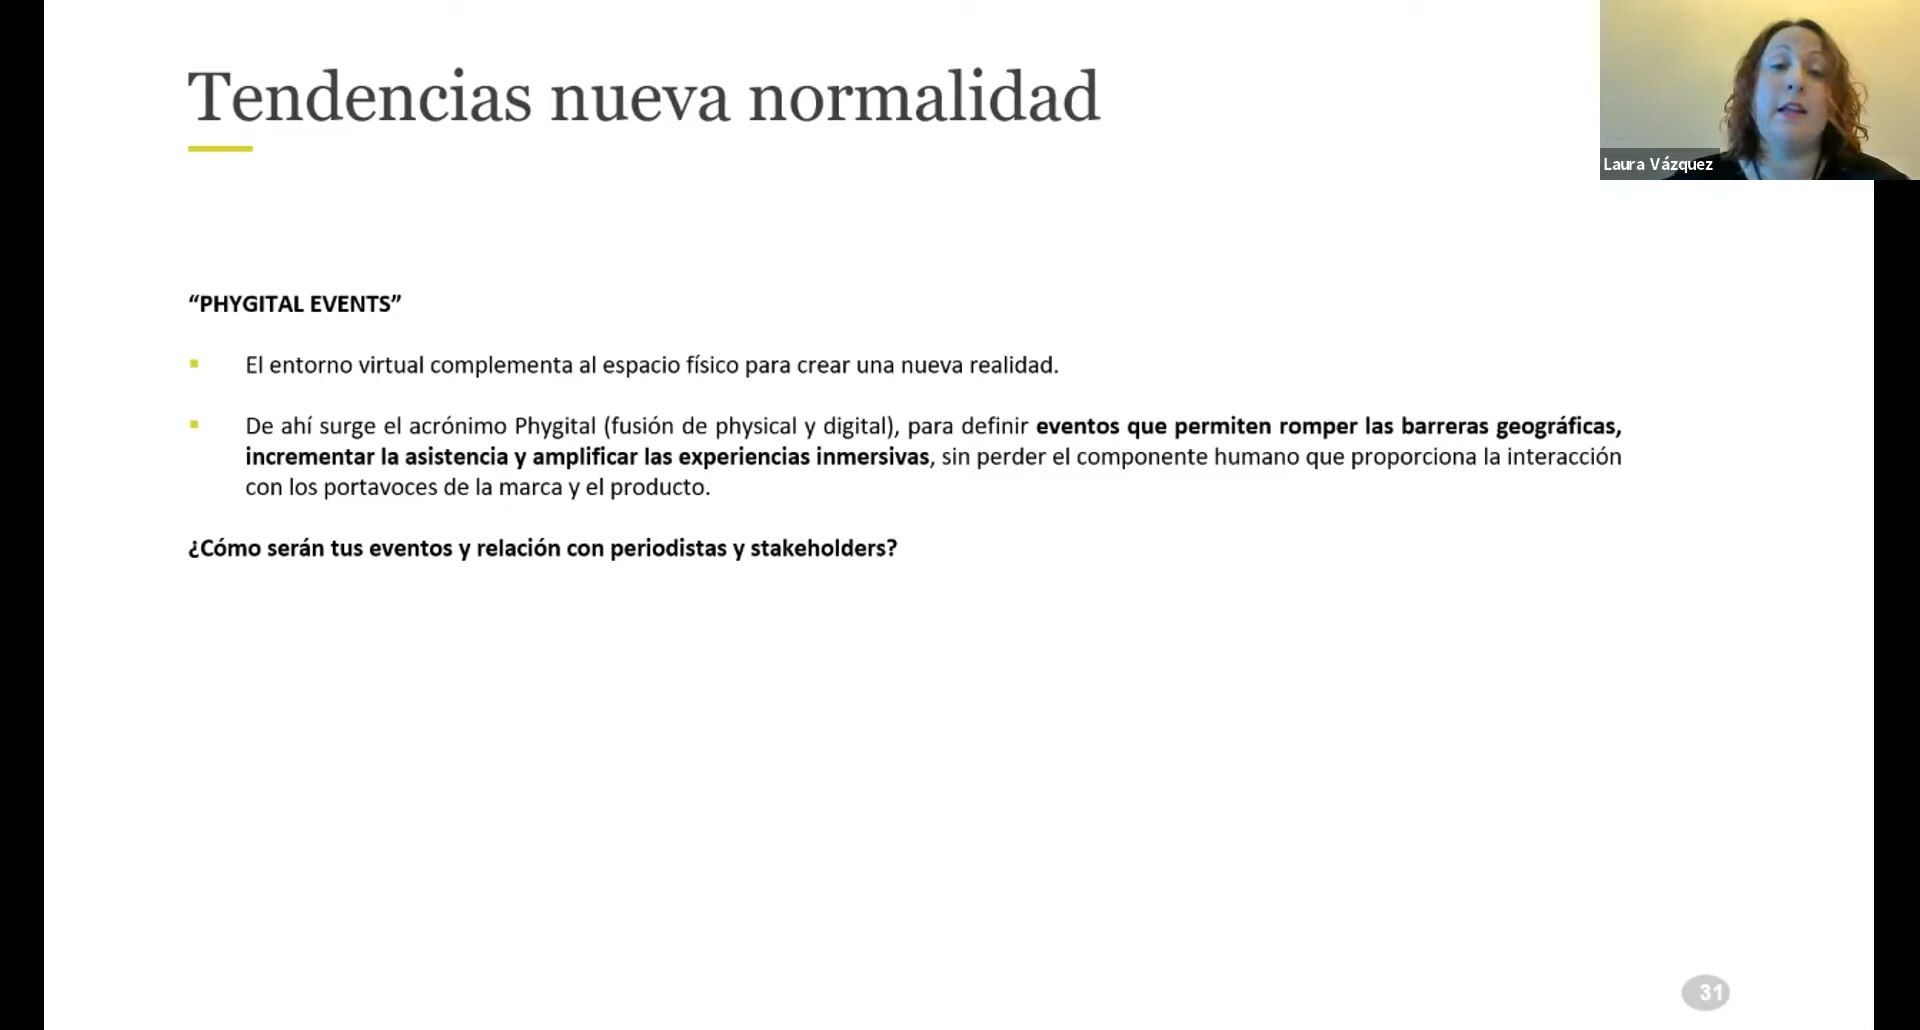 Tendencias nueva normalidad
Laura Vázquez
“PHYGITAL EVENTS”
El entorno virtual complementa al espacio físico para crear una nueva realidad.
De ahí surge el acrónimo Phygital (fusión de physical y digital), para definir eventos que permiten romper las barreras geográficas,
incrementar la asistencia y amplificar las experiencias inmersivas, sin perder el componente humano que proporciona la interacción
con los portavoces de la marca y el producto.
¿Cómo serán tus eventos y relación con periodistas y stakeholders?
31